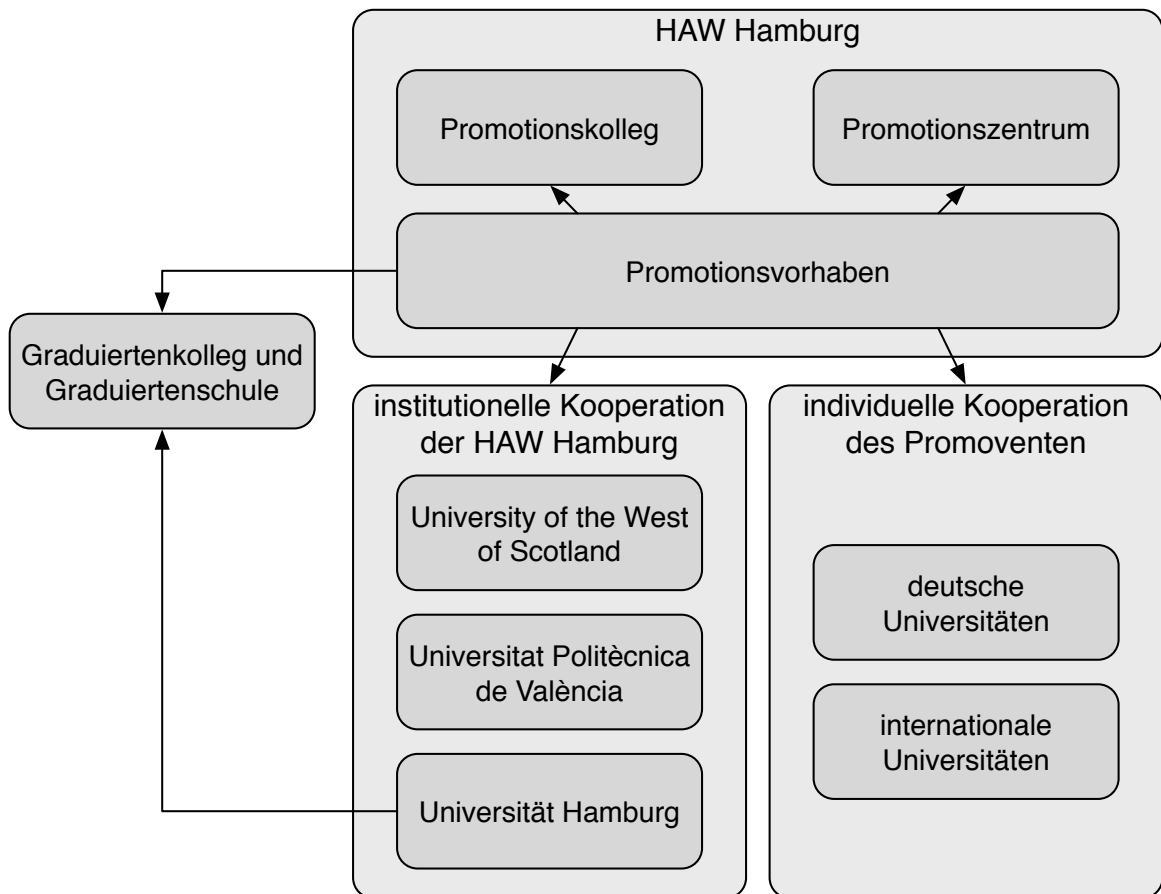 HAW Hamburg
Promotionskolleg
Promotionszentrum
Promotionsvorhaben
Graduiertenkolleg und
Graduiertenschule
institutionelle Kooperation
der HAW Hamburg
University of the West
of Scotland
Universitat Politècnica
de València
Universität Hamburg
individuelle Kooperation
des Promoventen
deutsche
Universitäten
internationale
Universitäten